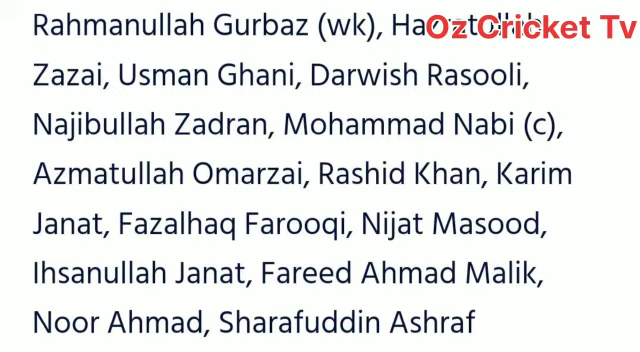 Rahmanullah Gurbaz (wk),
Oz Cricket Tv
Zazai, Usman Ghani, Darwish Rasooli,
Najibullah Zadran, Mohammad Nabi (c),
Azmatullah Omarzai, Rashid Khan, Karim
Janat, Fazalhaq Farooqi, Nijat Masood,
Ihsanullah Janat, Fareed Ahmad Malik,
Noor Ahmad, Sharafuddin Ashraf